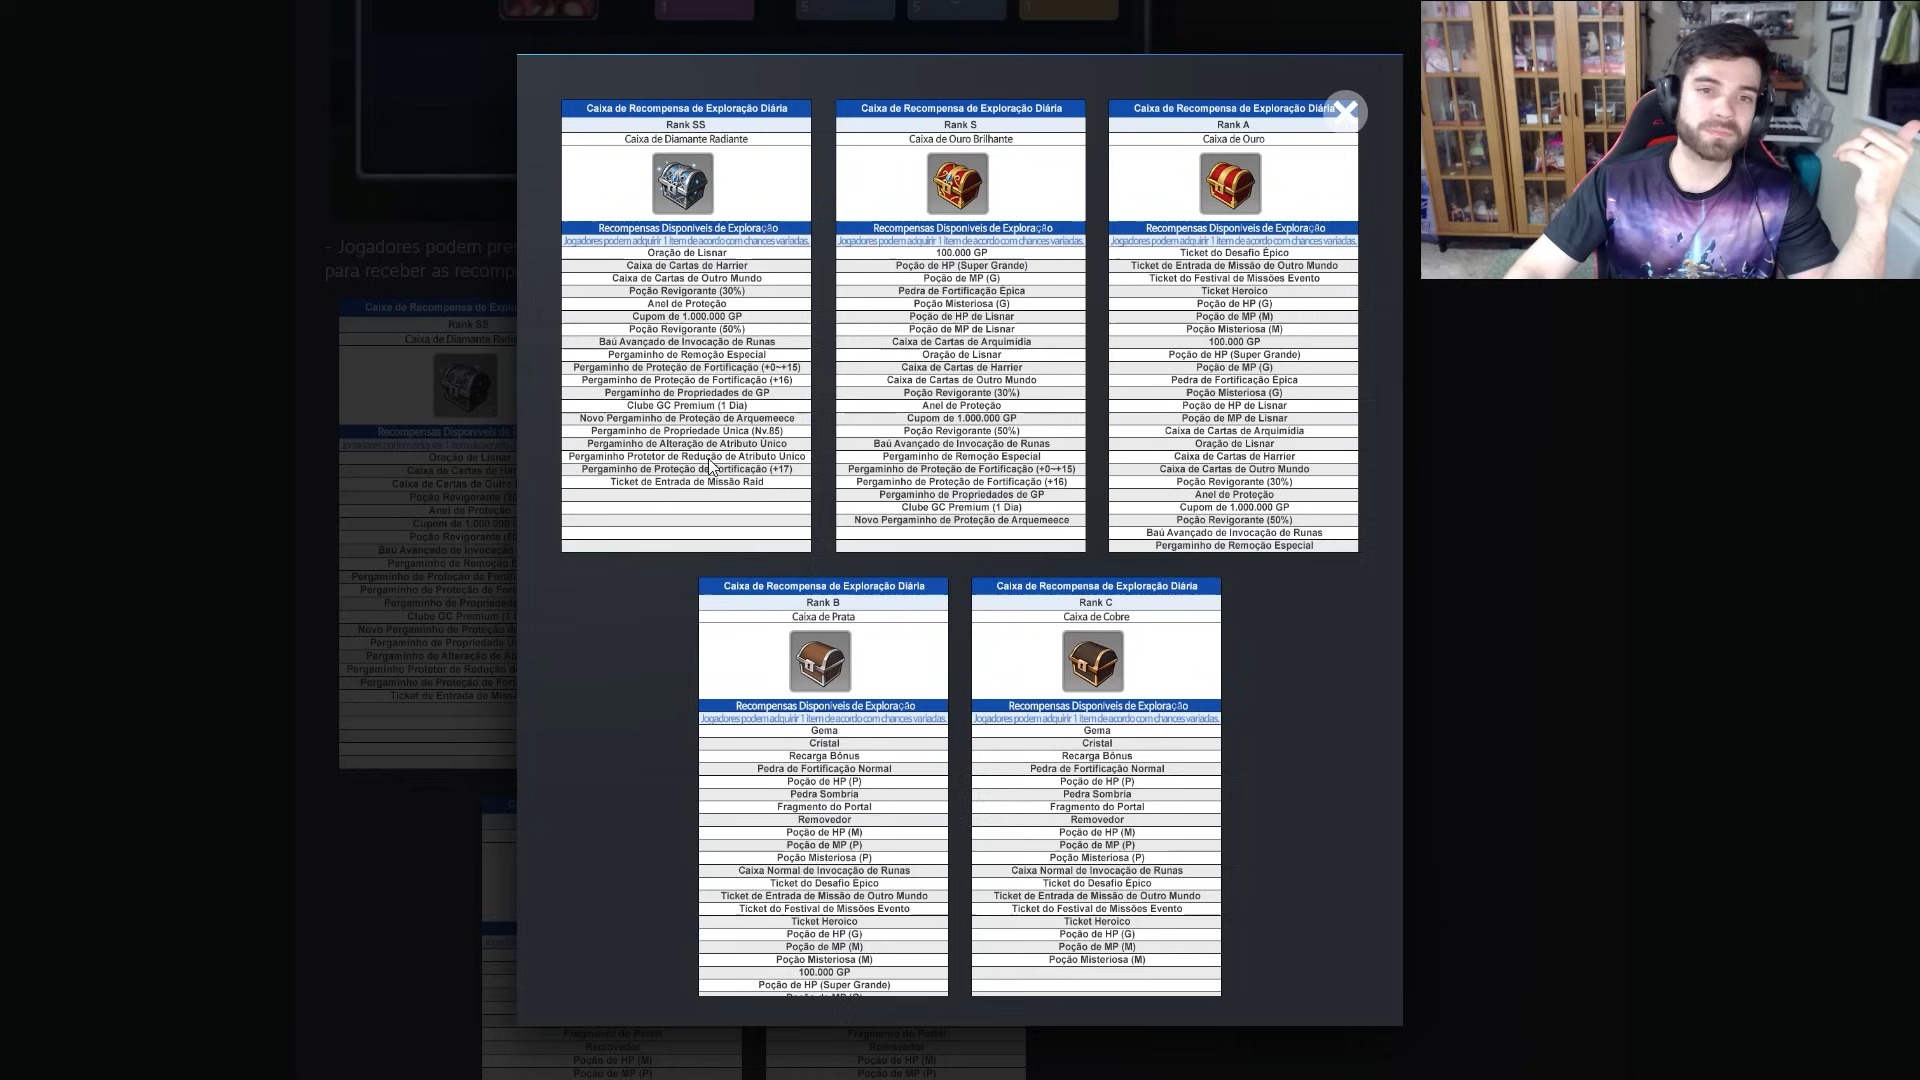 - Jogadores podem pre
para receber as recomp
Caixa de Recompensa de Exploração Diária
Rank SS
Caixa de Diamante Radiante
Recompensas Disponíveis de Exploração
Jogadores podem adquirir 1 item de acordo com chances variadas.
Oração de Lisnar
Caixa de Cartas de Harrier
Caixa de Cartas de Outro Mundo
Poção Revigorante (30%)
Anel de Proteção
Cupom de 1.000.000 GP
Poção Revigorante (50%)
Baú Avançado de Invocação de Runas
Pergaminho de Remoção Especial
Pergaminho de Proteção de Fortificação (+0~+15)
Pergaminho de Proteção de Fortificação (+16)
Pergaminho de Propriedades de GP
Clube GC Premium (1 Dia)
Novo Pergaminho de Proteção de Arquemeece
Pergaminho de Propriedade Única (Nv.85)
Pergaminho de Alteração de Atributo Único
Pergaminho Protetor de Redução de Atributo Único
Pergaminho de Proteção de Fortificação (+17)
Ticket de Entrada de Missão Raid
Caixa de Recompensa de Exploração Diária
Rank S
Caixa de Ouro Brilhante
Recompensas Disponíveis de Exploração
Jogadores podem adquirir 1 item de acordo com chances variadas.
100.000 GP
Poção de HP (Super Grande)
Poção de MP (G)
Pedra de Fortificação Épica
Poção Misteriosa (G)
Poção de HP de Lisnar
Poção de MP de Lisnar
Caixa de Cartas de Arquimidia
Oração de Lisnar
Caixa de Cartas de Harrier
Caixa de Cartas de Outro Mundo
Poção Revigorante (30%)
Anel de Proteção
Cupom de 1.000.000 GP
Poção Revigorante (50%)
Baú Avançado de Invocação de Runas
Pergaminho de Remoção Especial
Pergaminho de Proteção de Fortificação (+0~+15)
Pergaminho de Proteção de Fortificação (+16)
Pergaminho de Propriedades de GP
Clube GC Premium (1 Dia)
Novo Pergaminho de Proteção de Arquemeece
Caixa de Recompensa de Exploração Diária
Rank A
Caixa de Ouro
Recompensas Disponíveis de Exploração
Jogadores podem adquirir 1 item de acordo com chances variadas.
Ticket do Desafio Épico
Ticket de Entrada de Missão de Outro Mundo
Ticket do Festival de Missões Evento
Ticket Heroico
Poção de HP (G)
Poção de MP (M)
Poção Misteriosa (M)
100.000 GP
Poção de HP (Super Grande)
Poção de MP (G)
Pedra de Fortificação Épica
Poção Misteriosa (G)
Poção de HP de Lisnar
Poção de MP de Lisnar
Caixa de Cartas de Arquimidia
Oração de Lisnar
Caixa de Cartas de Harrier
Caixa de Cartas de Outro Mundo
Poção Revigorante (30%)
Anel de Proteção
Cupom de 1.000.000 GP
Poção Revigorante (50%)
Baú Avançado de Invocação de Runas
Pergaminho de Remoção Especial
Caixa de Recompensa de Exploração Diária
Rank B
Caixa de Prata
Recompensas Disponíveis de Exploração
Jogadores podem adquirir 1 item de acordo com chances variadas.
Gema
Cristal
Recarga Bônus
Pedra de Fortificação Normal
Poção de HP (P)
Pedra Sombria
Fragmento do Portal
Removedor
Poção de HP (M)
Poção de MP (P)
Poção Misteriosa (P)
Caixa Normal de Invocação de Runas
Ticket do Desafio Épico
Ticket de Entrada de Missão de Outro Mundo
Ticket do Festival de Missões Evento
Ticket Heroico
Poção de HP (G)
Poção de MP (M)
Poção Misteriosa (M)
100.000 GP
Poção de HP (Super Grande)
Caixa de Recompensa de Exploração Diária
Rank C
Caixa de Cobre
Recompensas Disponíveis de Exploração
Jogadores podem adquirir 1 item de acordo com chances variadas.
Gema
Cristal
Recarga Bônus
Pedra de Fortificação Normal
Poção de HP (P)
Pedra Sombria
Fragmento do Portal
Removedor
Poção de HP (M)
Poção de MP (P)
Poção Misteriosa (P)
Caixa Normal de Invocação de Runas
Ticket do Desafio Épico
Ticket de Entrada de Missão de Outro Mundo
Ticket do Festival de Missões Evento
Ticket Heroico
Poção de HP (G)
Poção de MP (M)
Poção Misteriosa (M)